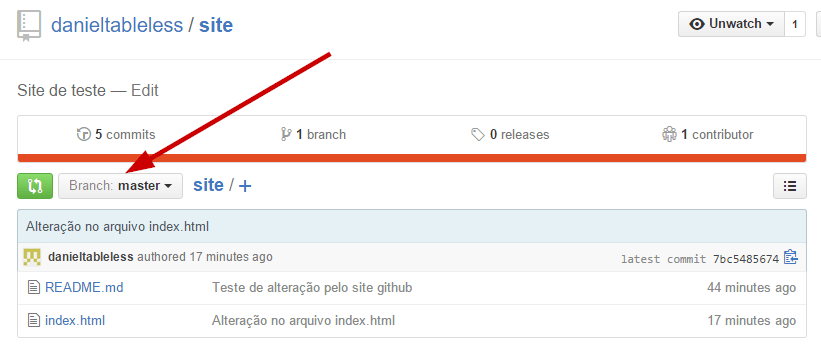 danieltableless / site
Unwatch 1
Site de teste — Edit
5 commits 1 branch 0 releases 1 contributor
Branch: master site / +
Alteração no arquivo index.html
danieltableless authored 17 minutes ago latest commit 7bc5485674
README.md Teste de alteração pelo site github 44 minutes ago
index.html Alteração no arquivo index.html 17 minutes ago